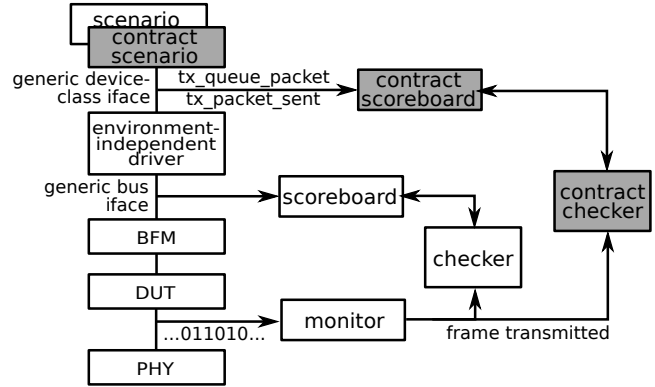 scenario
contract
scenario
generic device-
class iface
tx_queue_packet
tx_packet_sent
contract
scoreboard
environment-
independent
driver
generic bus
iface
scoreboard
contract
checker
BFM
checker
DUT
...011010...
monitor
frame transmitted
PHY